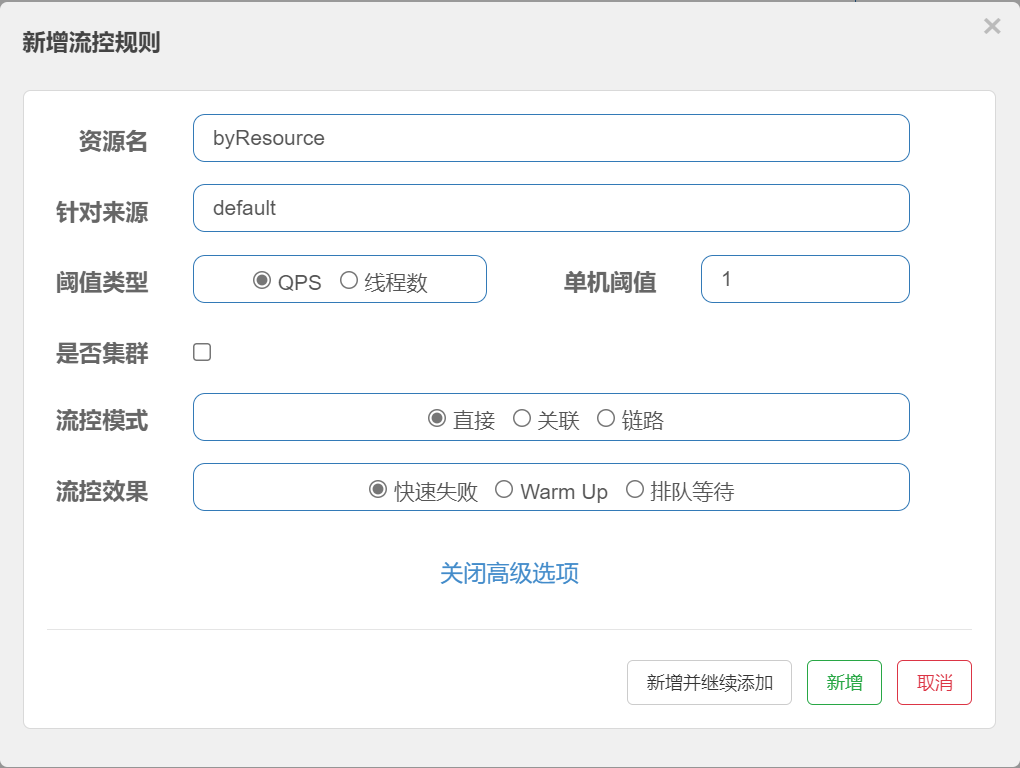 新增流控规则
资源名 byResource
针对来源 default
阈值类型 QPS 线程数 单机阈值 1
是否集群
流控模式 直接 关联 链路
流控效果 快速失败 Warm Up 排队等待
关闭高级选项
新增并继续添加 新增 取消